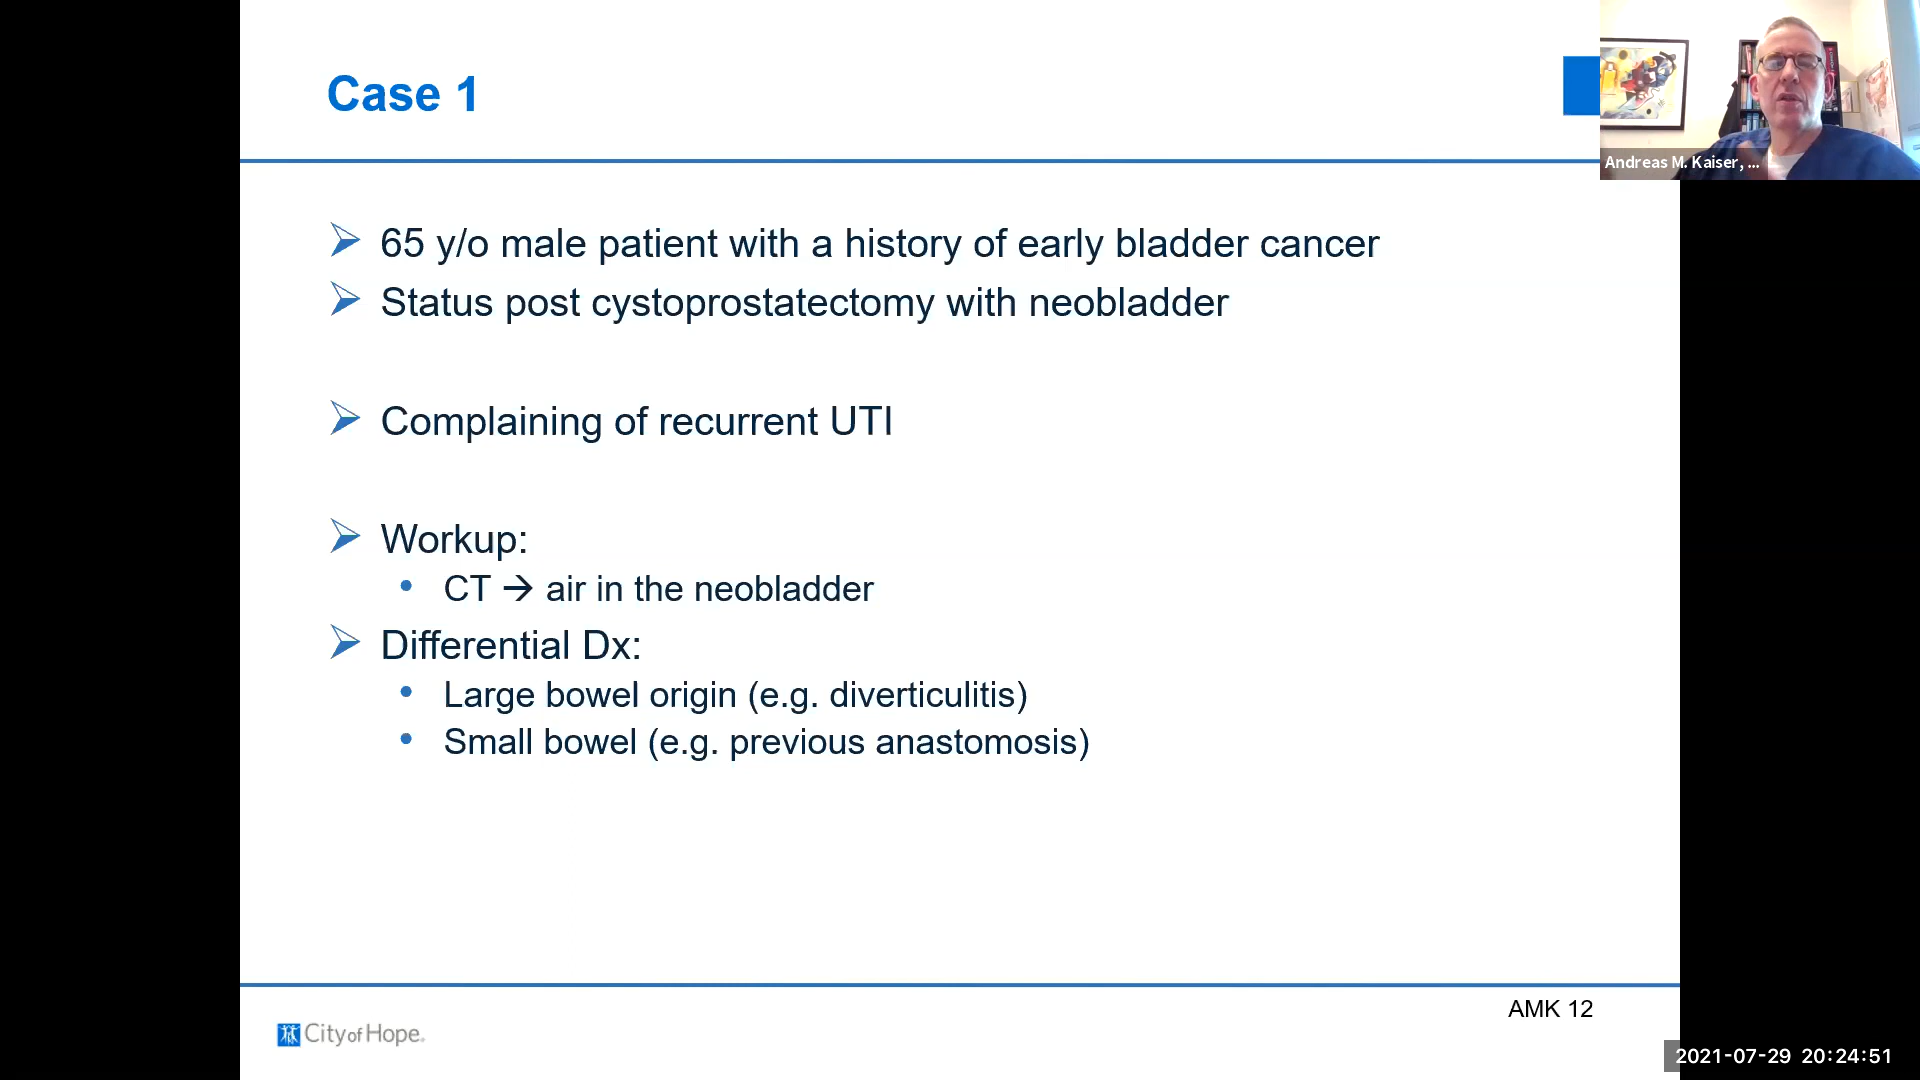 Case 1
Andreas M. Kaiser, ...
65 y/o male patient with a history of early bladder cancer
Status post cystoprostatectomy with neobladder
Complaining of recurrent UTI
Workup:
CT → air in the neobladder
Differential Dx:
Large bowel origin (e.g. diverticulitis)
Small bowel (e.g. previous anastomosis)
AMK 12
City of Hope®
2021-07-29 20:24:51